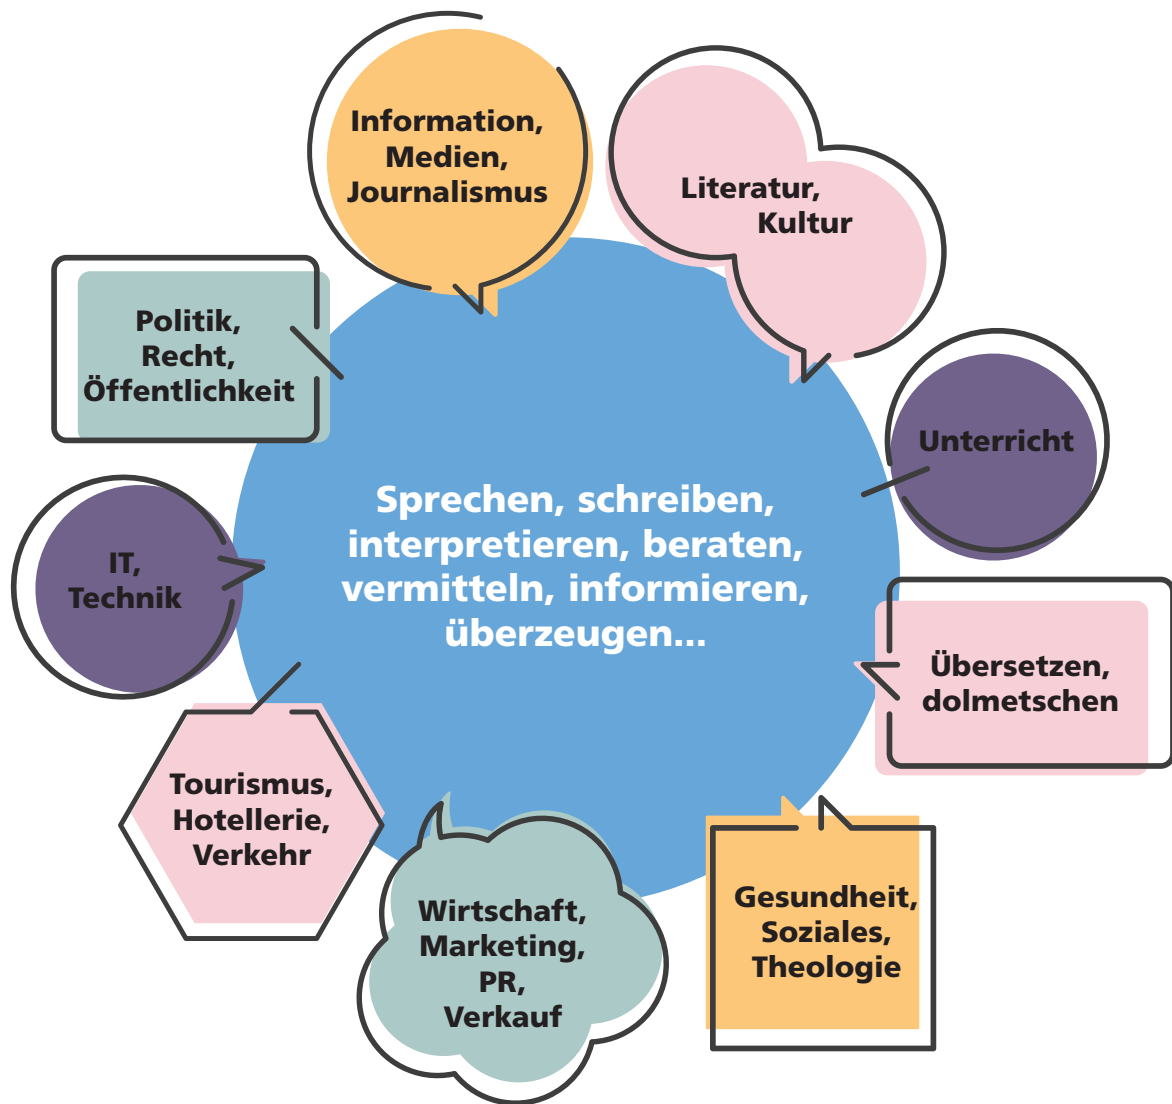 Information,
Medien,
Journalismus
Literatur,
Kultur
Politik,
Recht,
Öffentlichkeit
Unterricht
Sprechen, schreiben,
interpretieren, beraten,
vermitteln, informieren,
überzeugen...
IT,
Technik
Übersetzen,
dolmetschen
Tourismus,
Hotellerie,
Verkehr
Wirtschaft,
Marketing,
PR,
Verkauf
Gesundheit,
Soziales,
Theologie